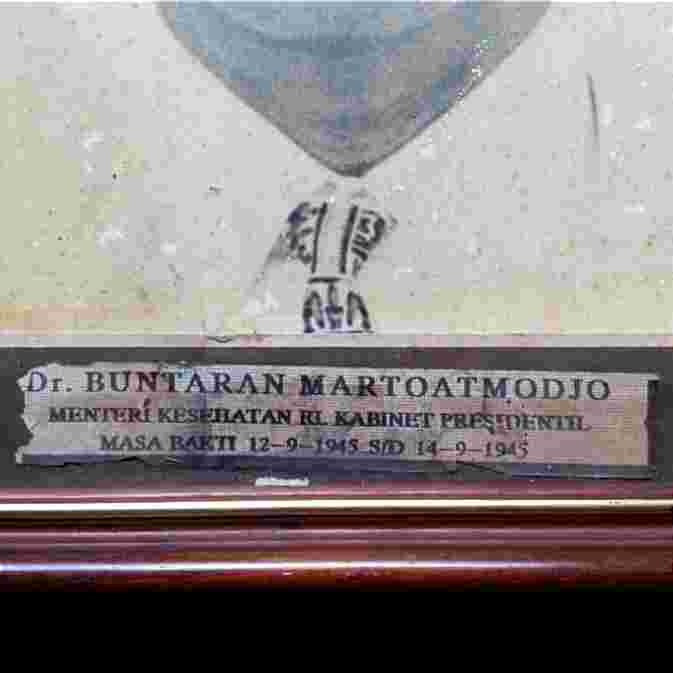 Dr. BUNTARAN MARTOATMODJO
MENTERI KESEHATAN RI. KABINET PRESIDENTIL
MASA BAKTI 12-9-1945 S/D 14-9-1945